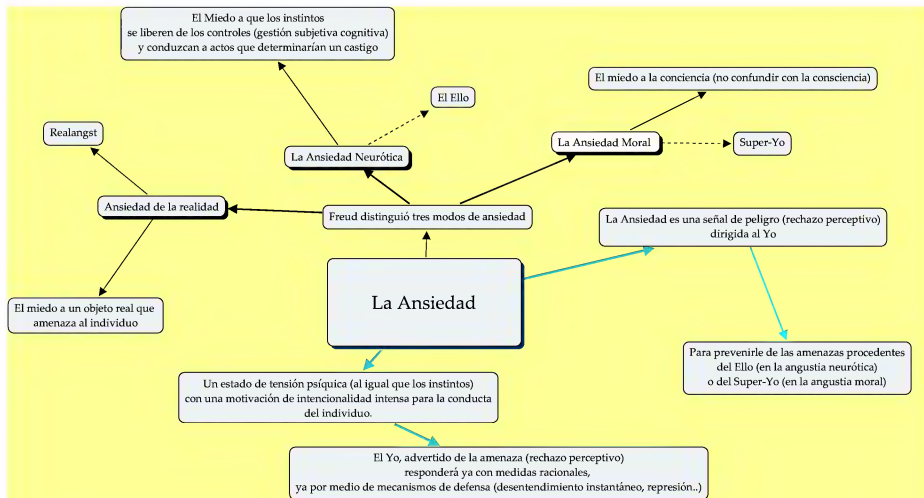 El Miedo a que los instintos
se liberen de los controles (gestión subjetiva cognitiva)
y conduzcan a actos que determinarían un castigo
El miedo a la conciencia (no confundir con la consciencia)
El Ello
Realangst
La Ansiedad Neurótica
La Ansiedad Moral
Super-Yo
Ansiedad de la realidad
Freud distinguió tres modos de ansiedad
La Ansiedad es una señal de peligro (rechazo perceptivo)
dirigida al Yo
La Ansiedad
El miedo a un objeto real que
amenaza al individuo
Para prevenirle de las amenazas procedentes
del Ello (en la angustia neurótica)
o del Super-Yo (en la angustia moral)
Un estado de tensión psíquica (al igual que los instintos)
con una motivación de intencionalidad intensa para la conducta
del individuo.
El Yo, advertido de la amenaza (rechazo perceptivo)
responderá ya con medidas racionales,
ya por medio de mecanismos de defensa (desentendimiento instantáneo, represión..)